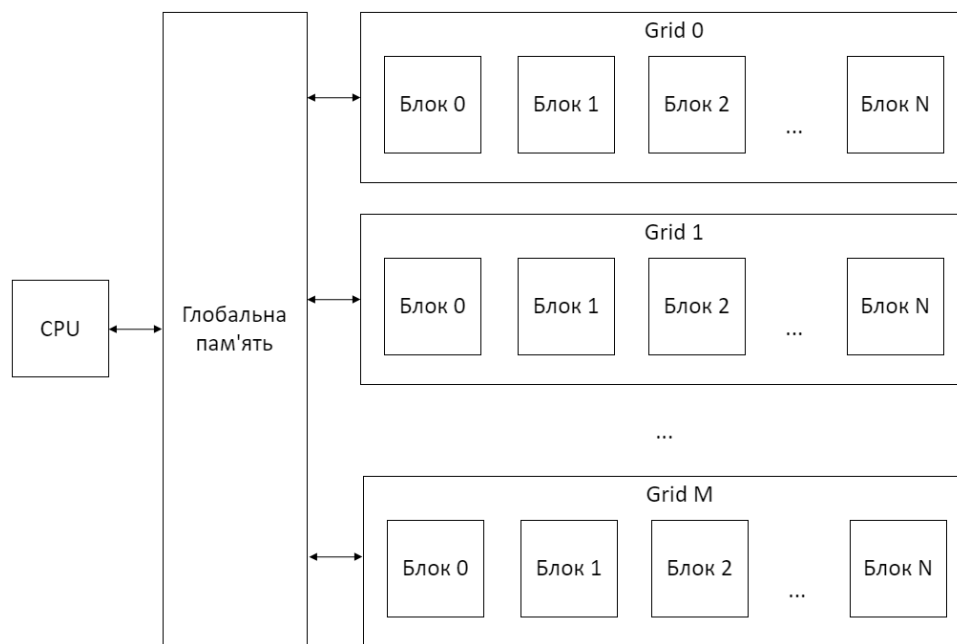 Grid 0
Блок 0 Блок 1 Блок 2 ... Блок N
Grid 1
Блок 0 Блок 1 Блок 2 ... Блок N
CPU
Глобальна
пам'ять
...
Grid M
Блок 0 Блок 1 Блок 2 ... Блок N